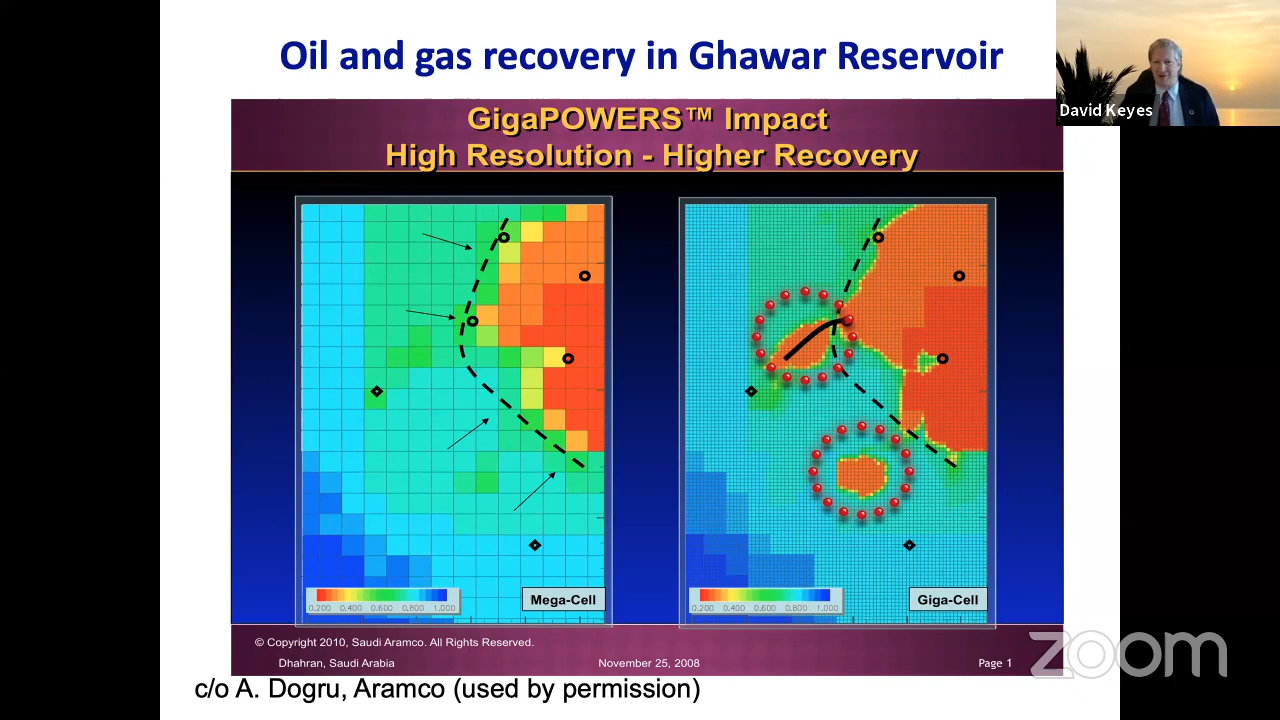 Oil and gas recovery in Ghawar Reservoir
David Keyes
GigaPOWERS™ Impact
High Resolution - Higher Recovery
0.200 0.400 0.600 0.800 1.000
Mega-Cell
0.200 0.400 0.600 0.800 1.000
Giga-Cell
© Copyright 2010, Saudi Aramco. All Rights Reserved.
Dhahran, Saudi Arabia November 25, 2008 Page 1
zoom
c/o A. Dogru, Aramco (used by permission)